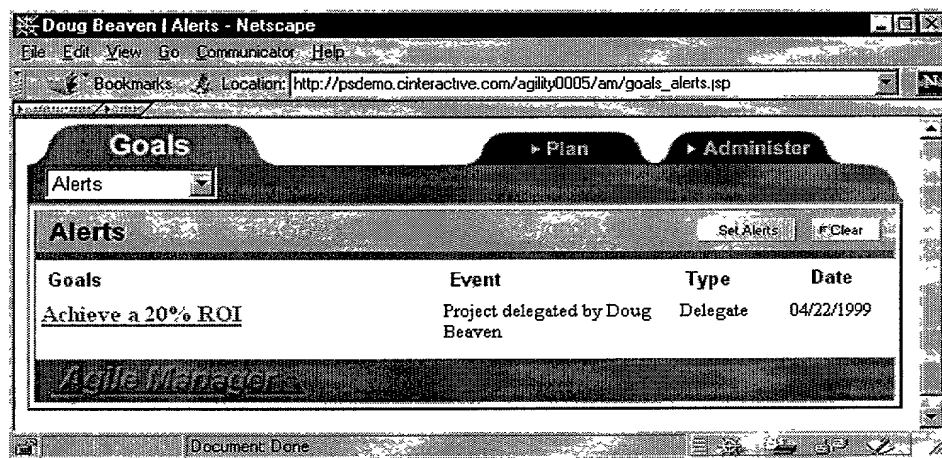 Doug Beaven | Alerts - Netscape
File Edit View Go Communicator Help
Bookmarks Location: http://psdemo.cinteractive.com/agility0005/am/goals_alerts.jsp
Goals Plan Administer
Alerts
Alerts Set Alerts Clear
Goals Event Type Date
Achieve a 20% ROI Project delegated by Doug Delegate 04/22/1999
Beaven
Agile Manager
Document: Done